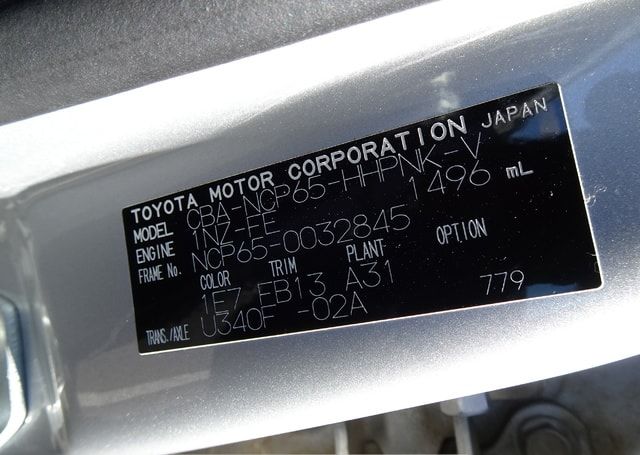 TOYOTA MOTOR CORPORATION JAPAN
MODEL CBA-NCP65-HHPNK-V
ENGINE 1NZ-FE 1496 mL
FRAME No. NCP65-0032845
COLOR TRIM PLANT OPTION
1E7 EB13 A31
TRANS./AXLE U340F -02A 779